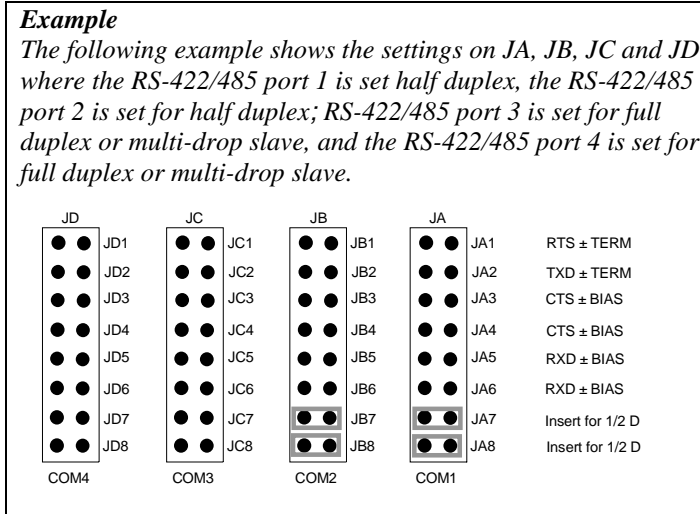 Example
The following example shows the settings on JA, JB, JC and JD
where the RS-422/485 port 1 is set half duplex, the RS-422/485
port 2 is set for half duplex; RS-422/485 port 3 is set for full
duplex or multi-drop slave, and the RS-422/485 port 4 is set for
full duplex or multi-drop slave.
JD JC JB JA
JD1 JC1 JB1 JA1 RTS ± TERM
JD2 JC2 JB2 JA2 TXD ± TERM
JD3 JC3 JB3 JA3 CTS ± BIAS
JD4 JC4 JB4 JA4 CTS ± BIAS
JD5 JC5 JB5 JA5 RXD ± BIAS
JD6 JC6 JB6 JA6 RXD ± BIAS
JD7 JC7 JB7 JA7 Insert for 1/2 D
JD8 JC8 JB8 JA8 Insert for 1/2 D
COM4 COM3 COM2 COM1